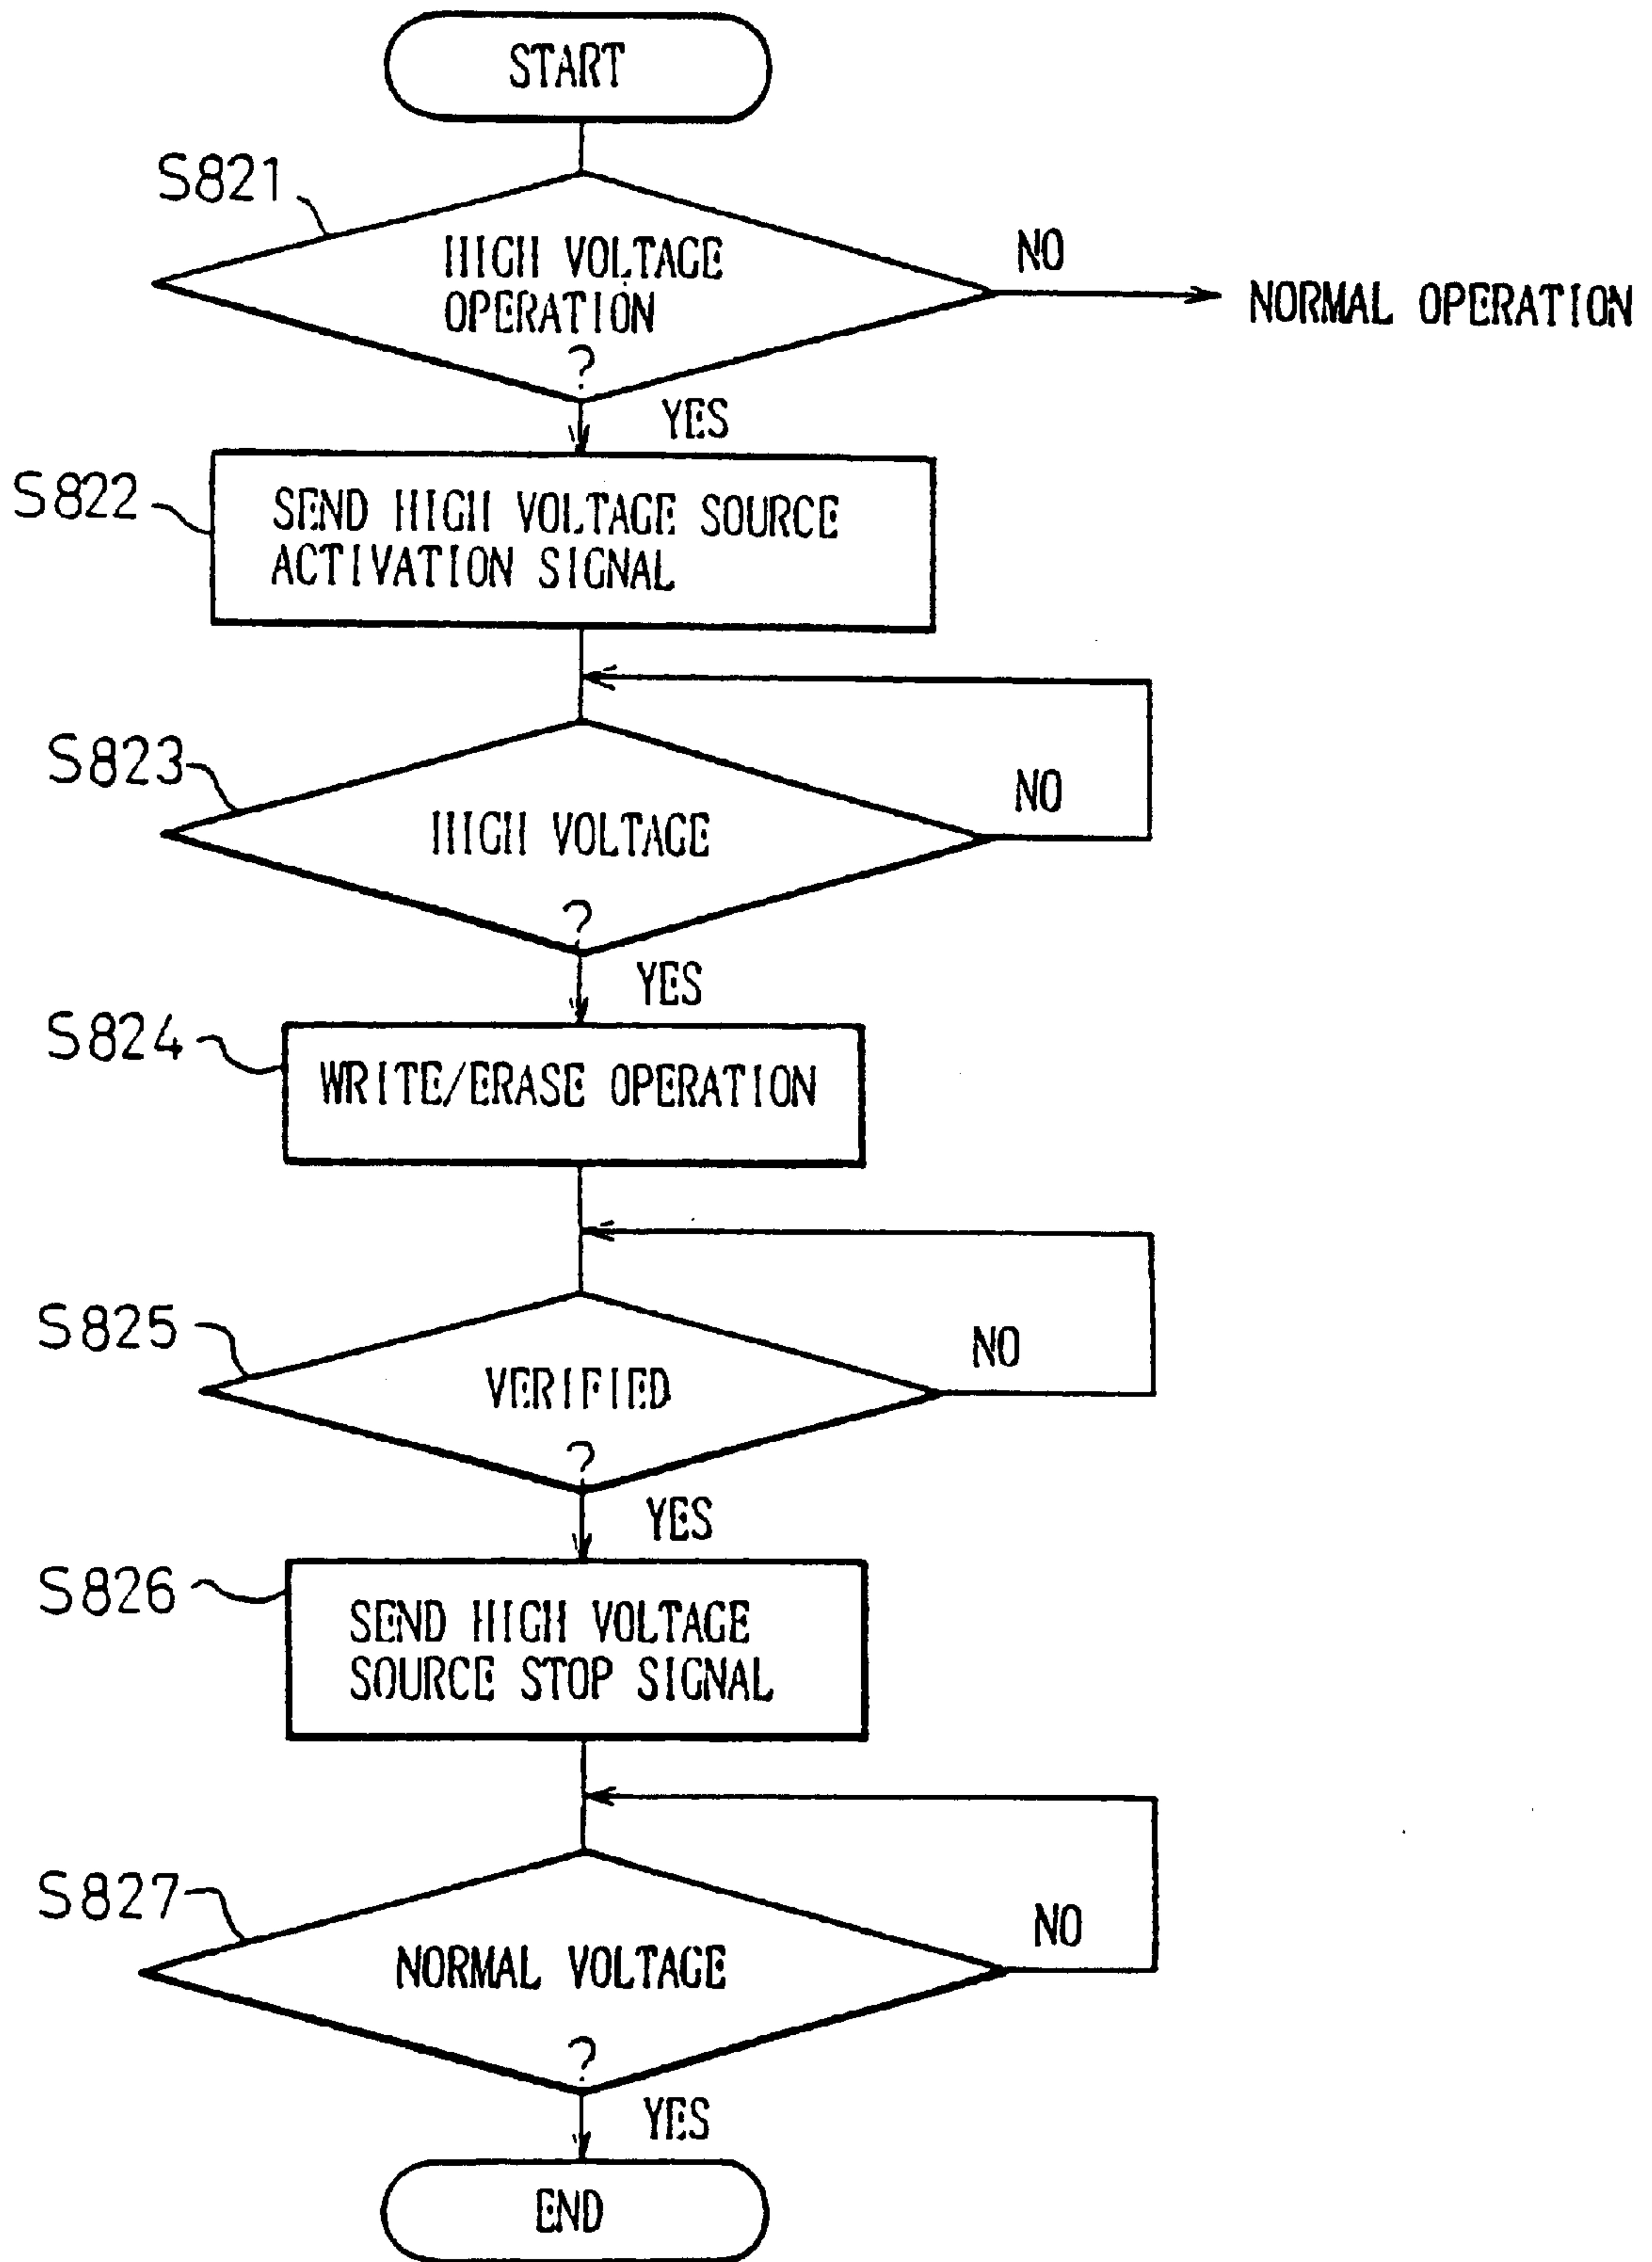 START
S821
HIGH VOLTAGE
OPERATION
?
NO
NORMAL OPERATION
YES
S822
SEND HIGH VOLTAGE SOURCE
ACTIVATION SIGNAL
S823
HIGH VOLTAGE
?
NO
YES
S824
WRITE/ERASE OPERATION
S825
VERIFIED
?
NO
YES
S826
SEND HIGH VOLTAGE
SOURCE STOP SIGNAL
S827
NORMAL VOLTAGE
?
NO
YES
END